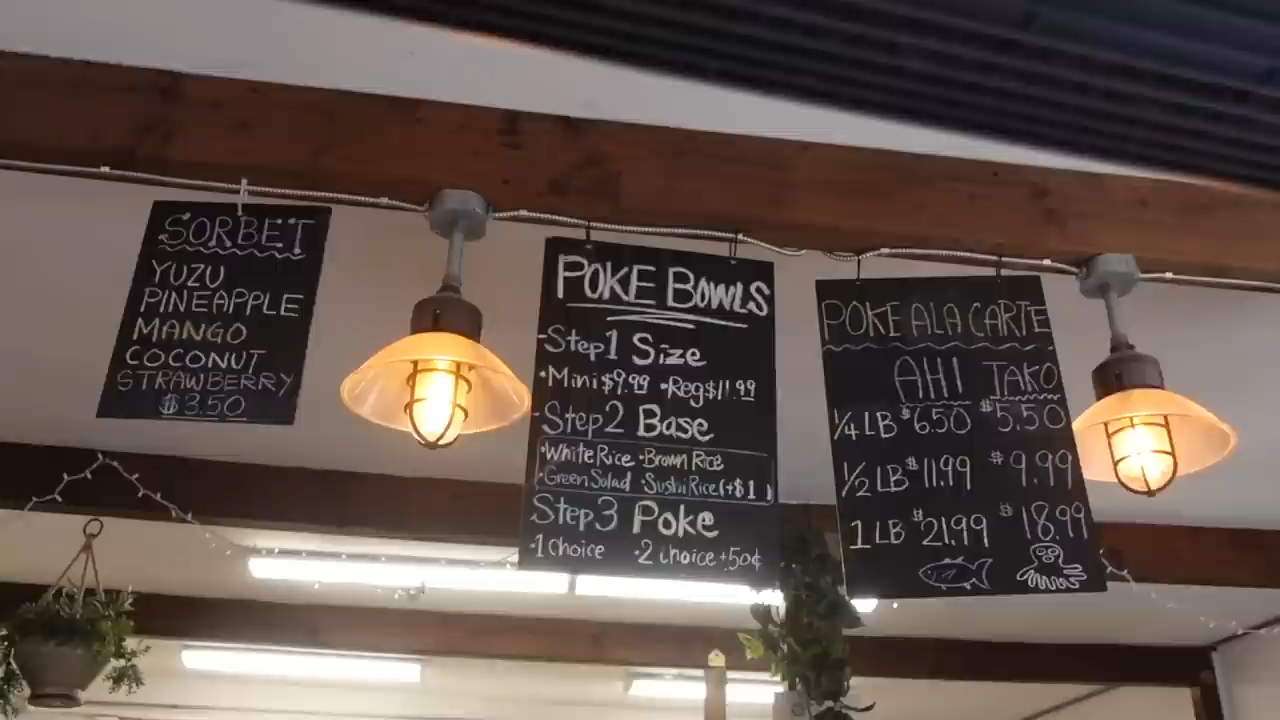 SORBET
YUZU
PINEAPPLE
MANGO
COCONUT
STRAWBERRY
$3.50
POKE BOWLS
-Step1 Size
•Mini $9.99 •Reg $11.99
-Step2 Base
•White Rice •Brown Rice
•Green Salad •Sushi Rice (+$1)
Step3 Poke
•1 choice •2 choice +50¢
POKE ALA CARTE
AHI TAKO
1/4 LB $6.50 $5.50
1/2 LB $11.99 $9.99
1 LB $21.99 $18.99